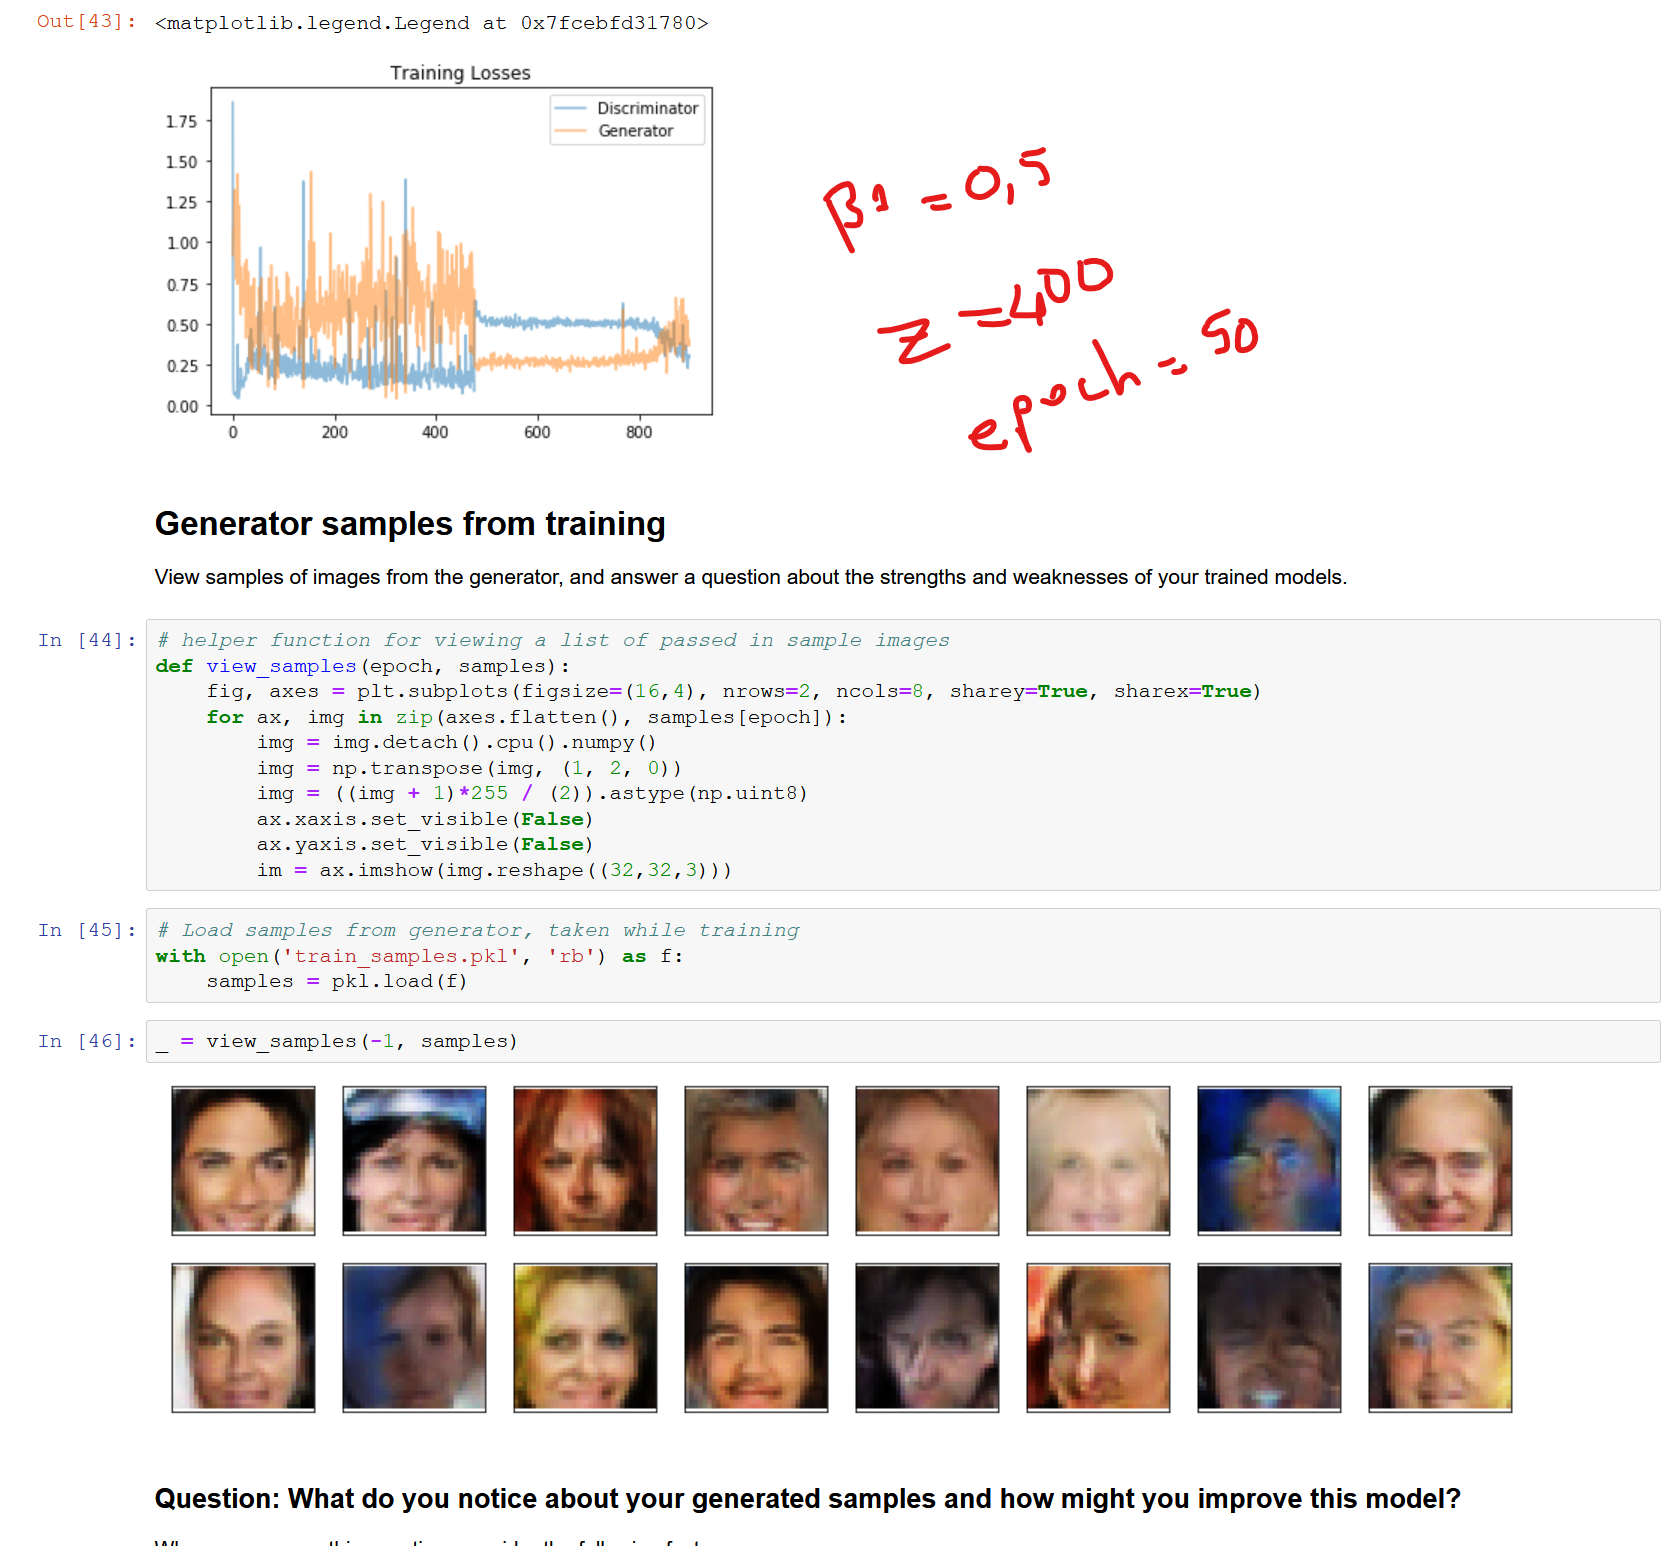 Out[43]: <matplotlib.legend.Legend at 0x7fcebfd31780>
Training Losses
1.75
1.50
1.25
1.00
0.75
0.50
0.25
0.00
0 200 400 600 800
Discriminator
Generator
β1 = 0,5
z = 400
epoch = 50
Generator samples from training
View samples of images from the generator, and answer a question about the strengths and weaknesses of your trained models.
In [44]: # helper function for viewing a list of passed in sample images
def view_samples(epoch, samples):
    fig, axes = plt.subplots(figsize=(16,4), nrows=2, ncols=8, sharey=True, sharex=True)
    for ax, img in zip(axes.flatten(), samples[epoch]):
        img = img.detach().cpu().numpy()
        img = np.transpose(img, (1, 2, 0))
        img = ((img + 1)*255 / (2)).astype(np.uint8)
        ax.xaxis.set_visible(False)
        ax.yaxis.set_visible(False)
        im = ax.imshow(img.reshape((32,32,3)))
In [45]: # Load samples from generator, taken while training
with open('train_samples.pkl', 'rb') as f:
    samples = pkl.load(f)
In [46]: _ = view_samples(-1, samples)
Question: What do you notice about your generated samples and how might you improve this model?